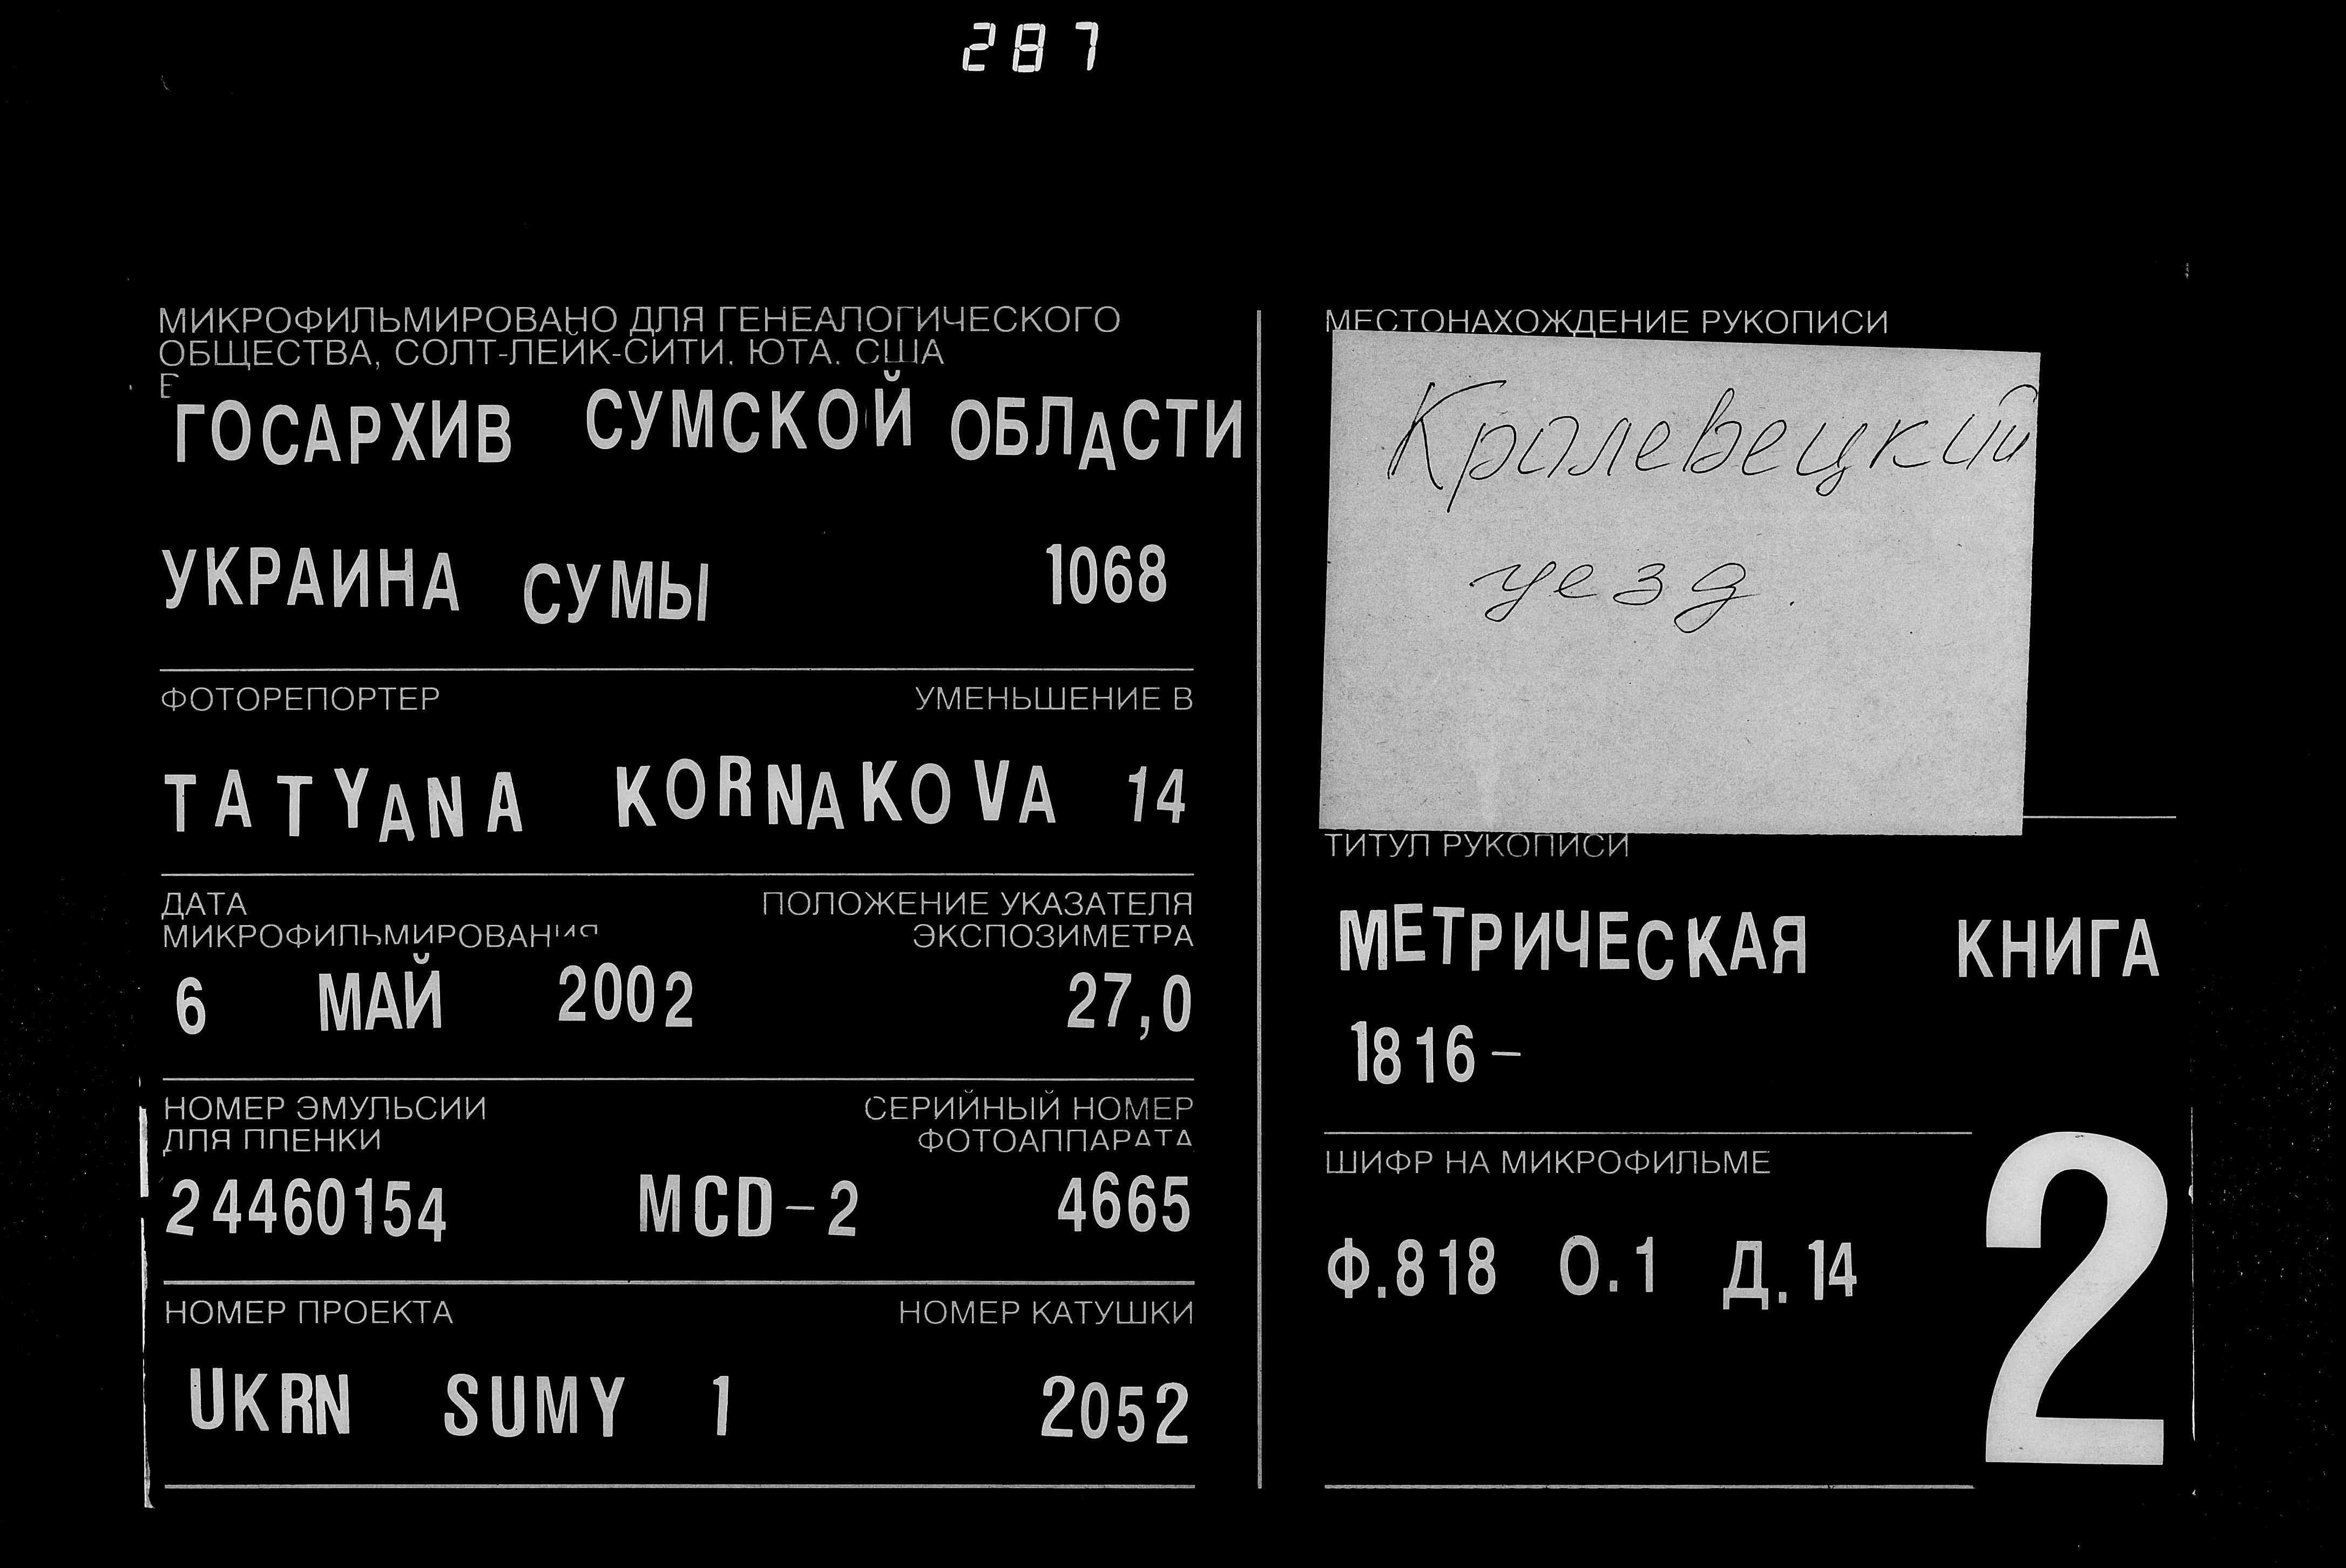 287
МИКРОФИЛЬМИРОВАНО ДЛЯ ГЕНЕАЛОГИЧЕСКОГО
ОБЩЕСТВА, СОЛТ-ЛЕЙК-СИТИ, ЮТА, США
В
ГОСАРХИВ СУМСКОЙ ОБЛАСТИ
УКРАИНА СУМЫ 1068
ФОТОРЕПОРТЕР УМЕНЬШЕНИЕ В
TATYANA KORNAKOVA 14
ДАТА ПОЛОЖЕНИЕ УКАЗАТЕЛЯ
МИКРОФИЛЬМИРОВАНИЯ ЭКСПОЗИМЕТРА
6 МАЙ 2002 27,0
НОМЕР ЭМУЛЬСИИ СЕРИЙНЫЙ НОМЕР
ДЛЯ ПЛЕНКИ ФОТОАППАРАТА
24460154 MCD-2 4665
НОМЕР ПРОЕКТА НОМЕР КАТУШКИ
UKRN SUMY 1 2052
МЕСТОНАХОЖДЕНИЕ РУКОПИСИ
Кролевецкий
уезд.
ТИТУЛ РУКОПИСИ
МЕТРИЧЕСКАЯ КНИГА
1816-
ШИФР НА МИКРОФИЛЬМЕ
Ф.818 О.1 Д.14
2